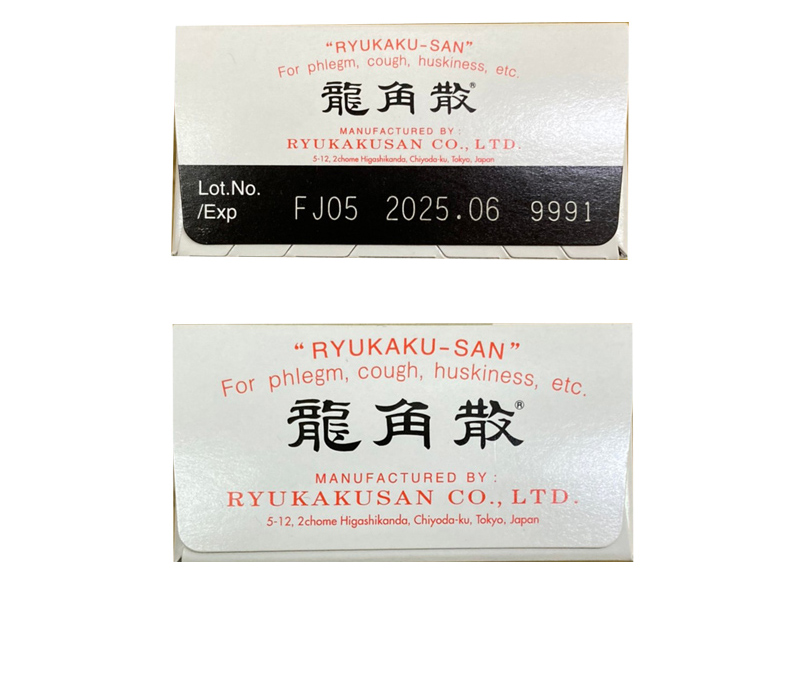 "RYUKAKU-SAN"
For phlegm, cough, huskiness, etc.
龍角散®
MANUFACTURED BY :
RYUKAKUSAN CO., LTD.
5-12, 2chome Higashikanda, Chiyoda-ku, Tokyo, Japan
Lot.No.
/Exp FJ05 2025.06 9991
"RYUKAKU-SAN"
For phlegm, cough, huskiness, etc.
龍角散®
MANUFACTURED BY :
RYUKAKUSAN CO., LTD.
5-12, 2chome Higashikanda, Chiyoda-ku, Tokyo, Japan